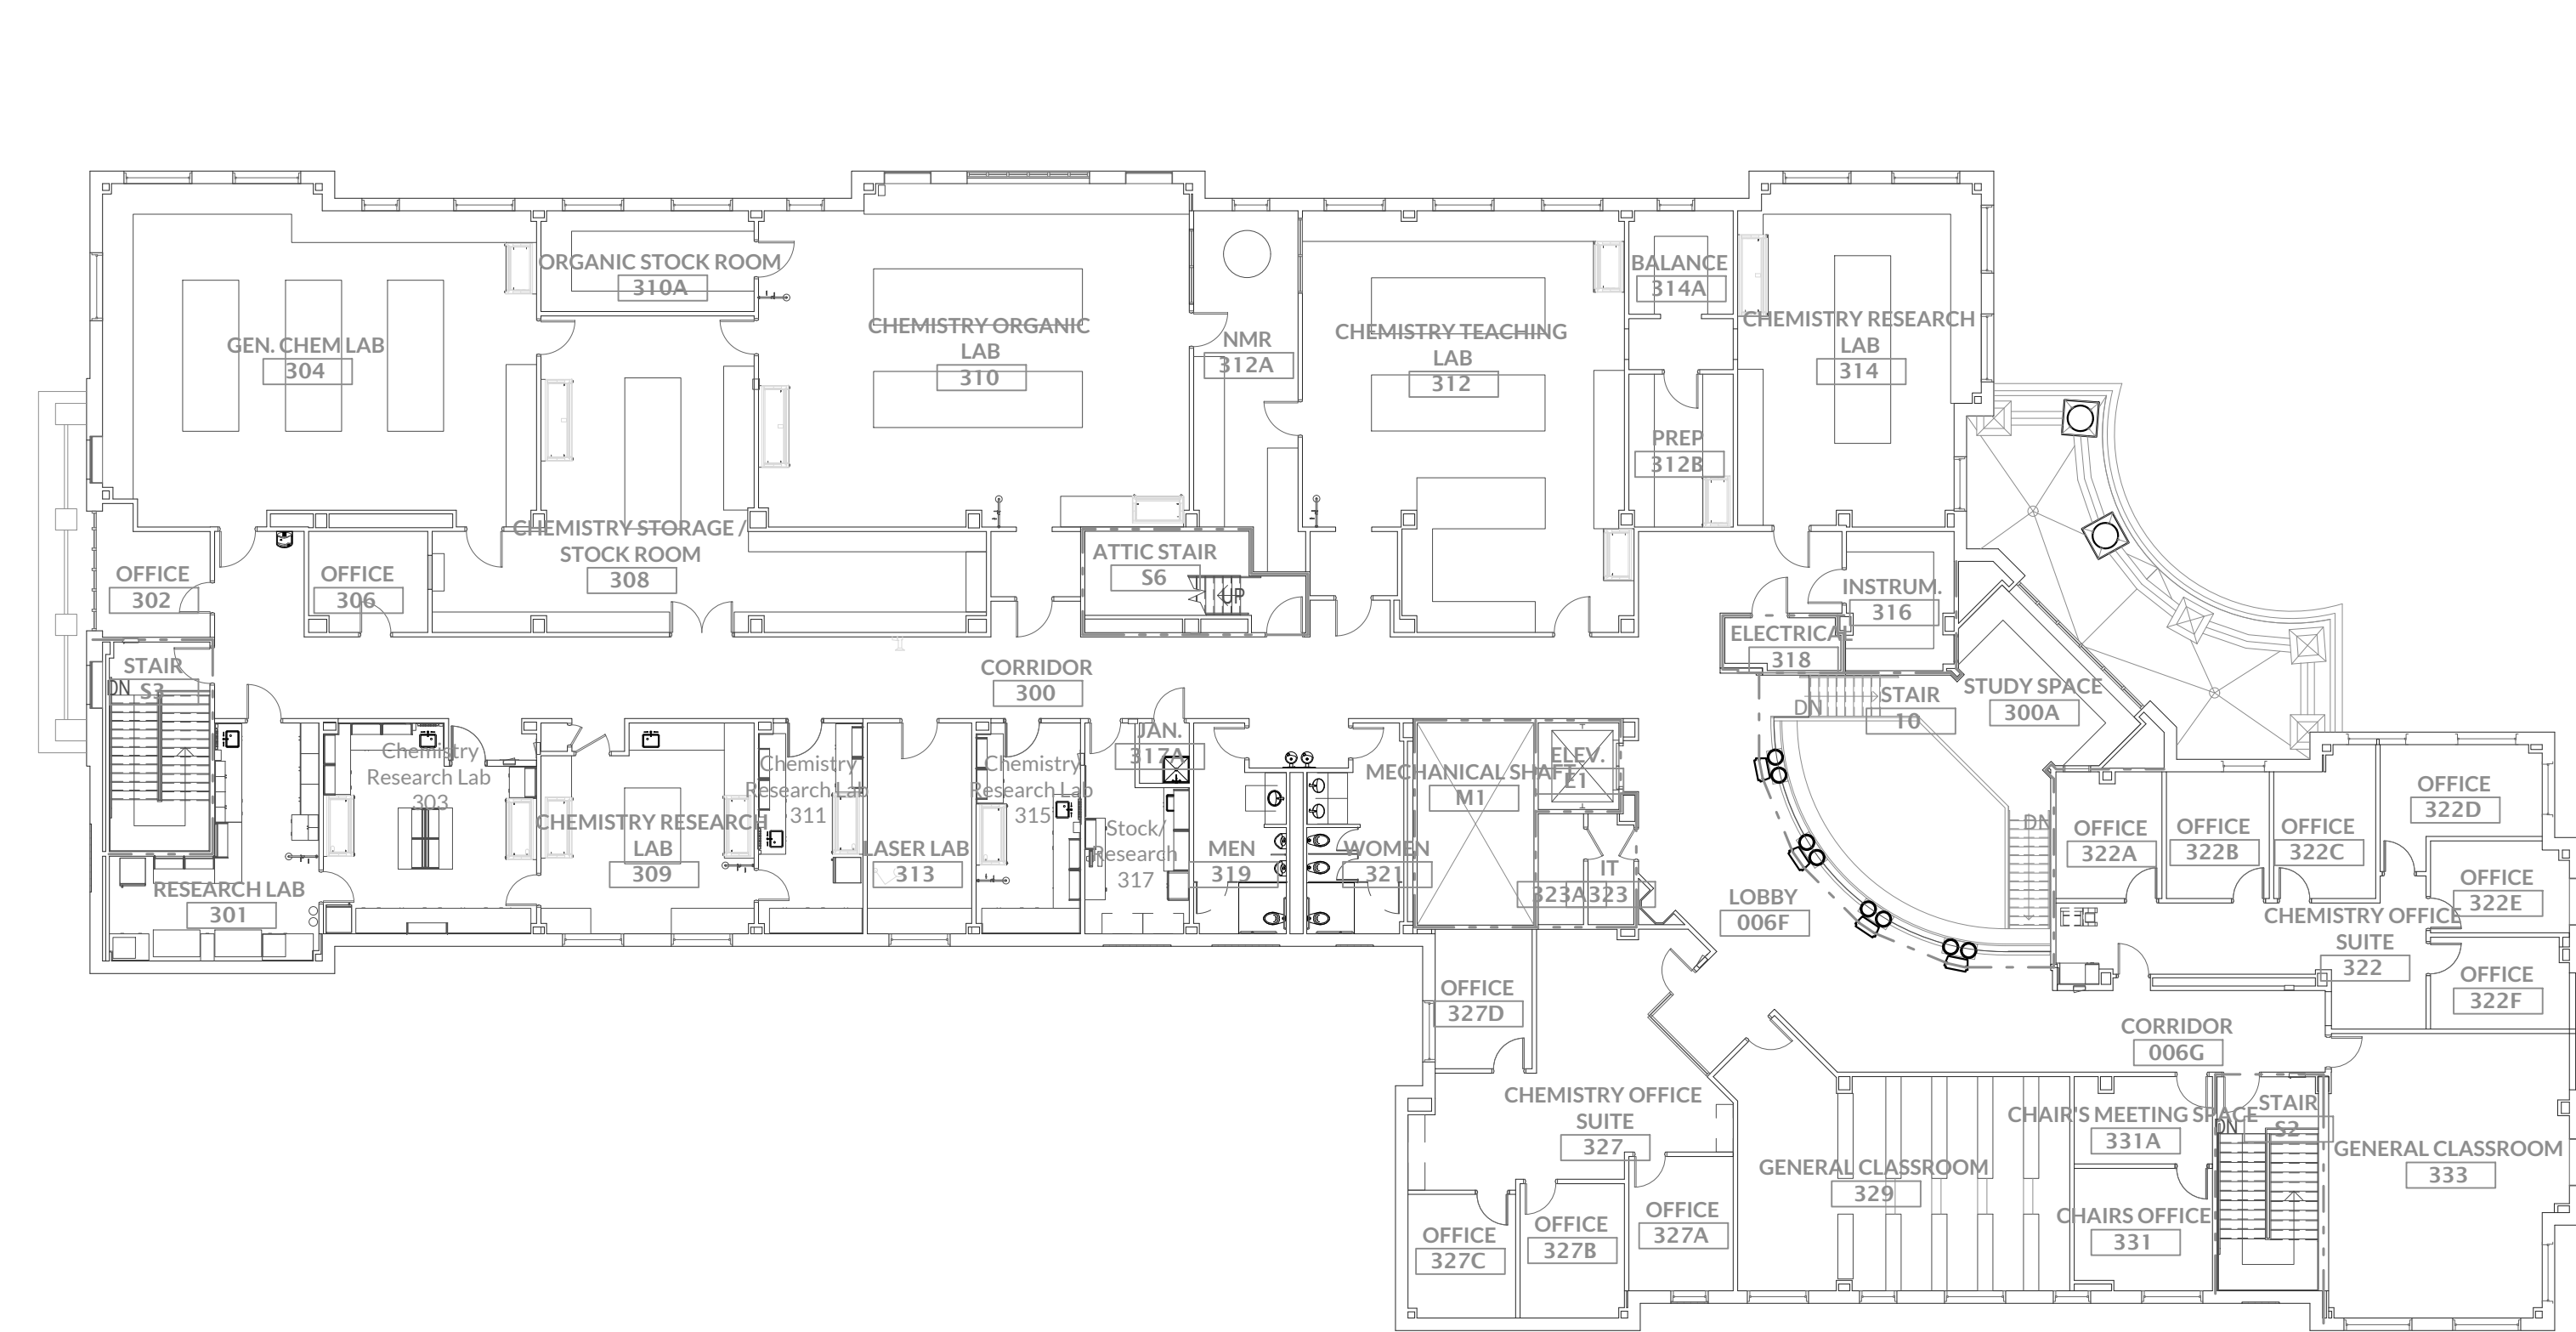 ORGANIC STOCK ROOM
310A
BALANCE
314A
GEN. CHEM LAB
304
CHEMISTRY ORGANIC
LAB
310
NMR
312A
CHEMISTRY TEACHING
LAB
312
CHEMISTRY RESEARCH
LAB
314
PREP
312B
CHEMISTRY STORAGE /
STOCK ROOM
308
ATTIC STAIR
S6
UP
OFFICE
302
OFFICE
306
INSTRUM.
316
ELECTRICAL
318
STAIR
S3
DN
CORRIDOR
300
STAIR
10
DN
STUDY SPACE
300A
Chemistry
Research Lab
303
CHEMISTRY RESEARCH
LAB
309
Chemistry
Research Lab
311
LASER LAB
313
Chemistry
Research Lab
315
JAN.
317A
Stock/
Research
317
MEN
319
WOMEN
321
MECHANICAL SHAFT
M1
ELEV.
E1
IT
323A
323
RESEARCH LAB
301
LOBBY
006F
DN
OFFICE
322A
OFFICE
322B
OFFICE
322C
OFFICE
322D
OFFICE
322E
CHEMISTRY OFFICE
SUITE
322
OFFICE
322F
OFFICE
327D
CORRIDOR
006G
CHEMISTRY OFFICE
SUITE
327
CHAIR'S MEETING SPACE
331A
STAIR
S2
DN
GENERAL CLASSROOM
329
GENERAL CLASSROOM
333
OFFICE
327C
OFFICE
327B
OFFICE
327A
CHAIRS OFFICE
331